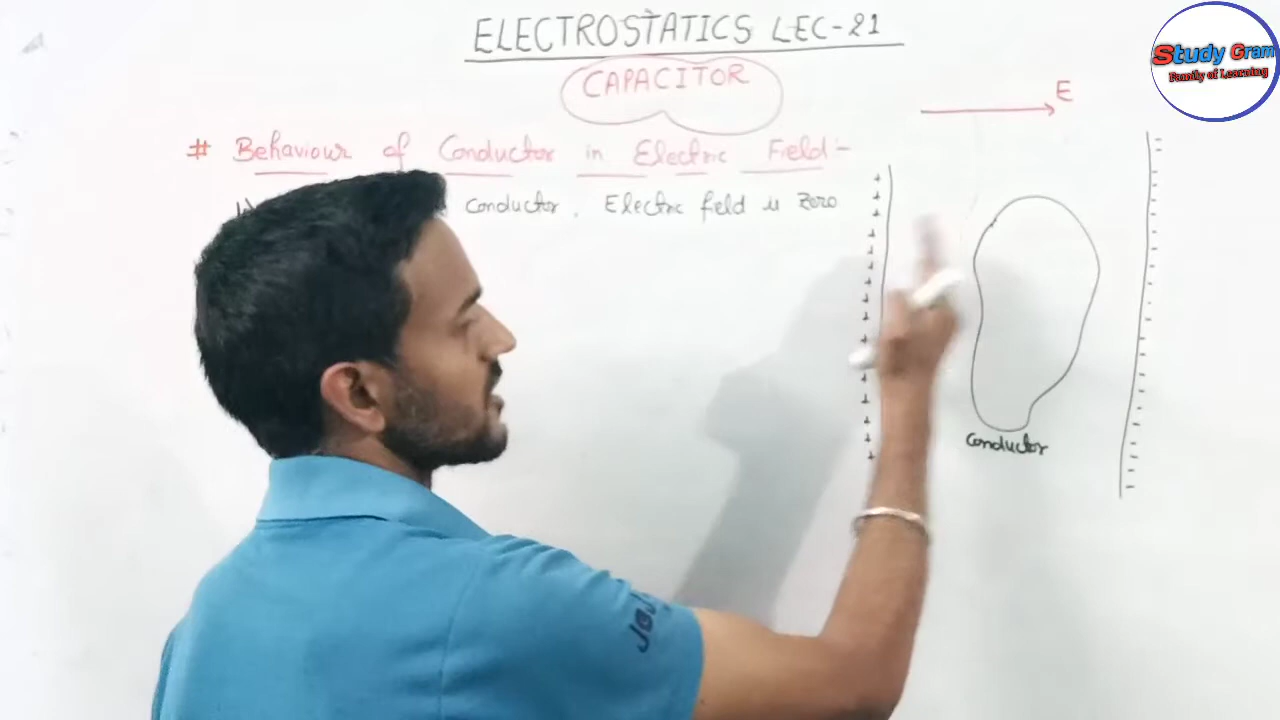 ELECTROSTATICS LEC-21
CAPACITOR
Study Gram
Family of Learning
E
# Behaviour of Conductor in Electric Field:-
conductor, Electric field is Zero
Conductor